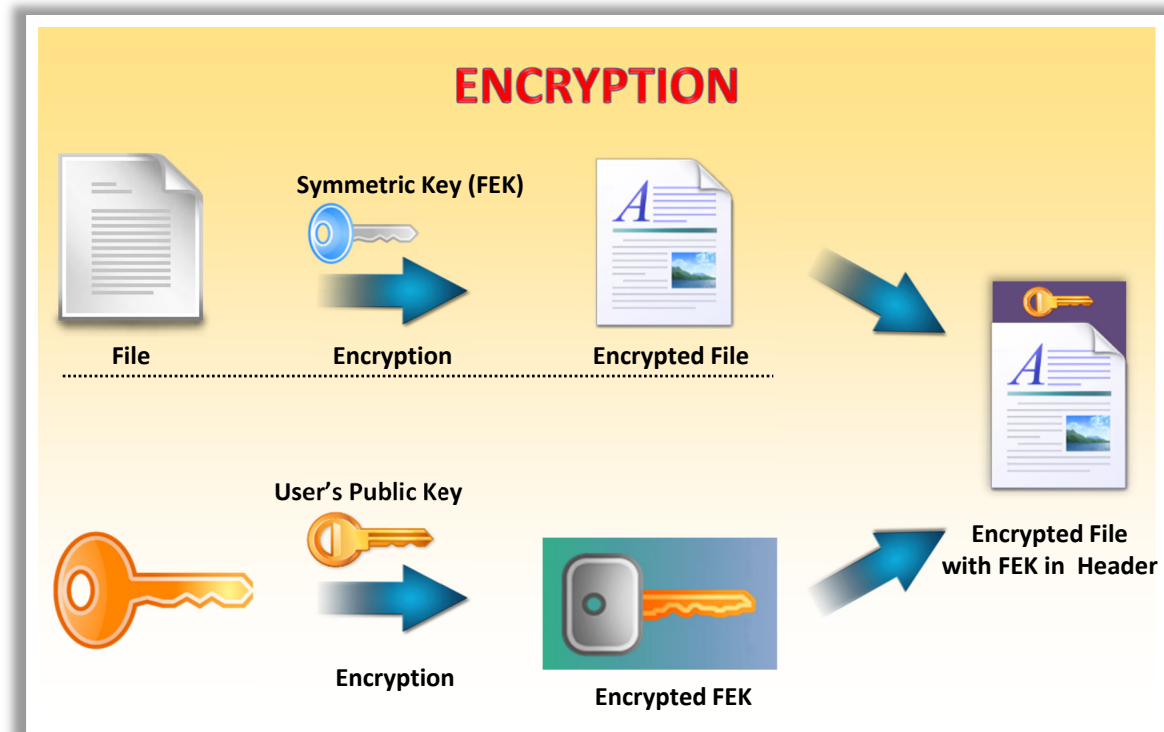 ENCRYPTION
Symmetric Key (FEK)
File
Encryption
Encrypted File
User’s Public Key
Encryption
Encrypted FEK
Encrypted File
with FEK in Header